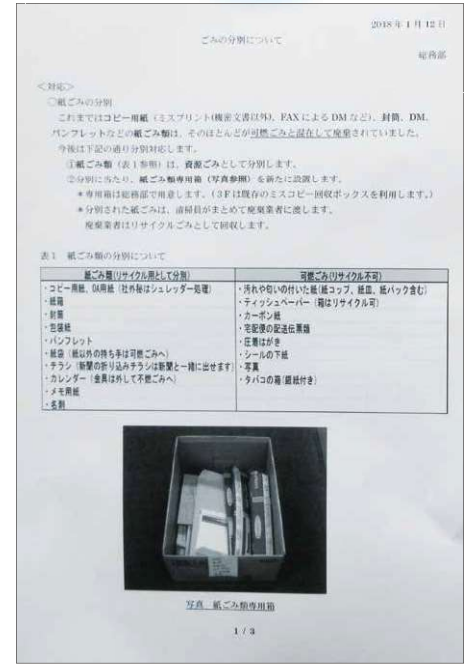 2018年1月12日
ごみの分別について
総務部
＜対応＞
○紙ごみの分別
これまではコピー用紙（ミスプリント(機密文書以外)、FAXによるDMなど）、封筒、DM、
パンフレットなどの紙ごみ類は、そのほとんどが可燃ごみと混在して廃棄されていました。
今後は下記の通り分別対応します。
①紙ごみ類（表1参照）は、資源ごみとして分別します。
②分別に当たり、紙ごみ類専用箱（写真参照）を新たに設置します。
＊専用箱は総務部で用意します。（3Fは既存のミスコピー回収ボックスを利用します。）
＊分別された紙ごみは、清掃員がまとめて廃棄業者に渡します。
廃棄業者はリサイクルごみとして回収します。
表1 紙ごみ類の分別について
紙ごみ類(リサイクル用として分別)
・コピー用紙、OA用紙（社外秘はシュレッダー処理）
・紙箱
・封筒
・包装紙
・パンフレット
・紙袋（紙以外の持ち手は可燃ごみへ）
・チラシ（新聞の折り込みチラシは新聞と一緒に出せます）
・カレンダー（金具は外して不燃ごみへ）
・メモ用紙
・名刺
可燃ごみ(リサイクル不可)
・汚れや匂いの付いた紙(紙コップ、紙皿、紙パック含む)
・ティッシュペーパー（箱はリサイクル可）
・カーボン紙
・宅配便の配送伝票類
・圧着はがき
・シールの下紙
・写真
・タバコの箱(銀紙付き)
写真 紙ごみ類専用箱
1 / 3